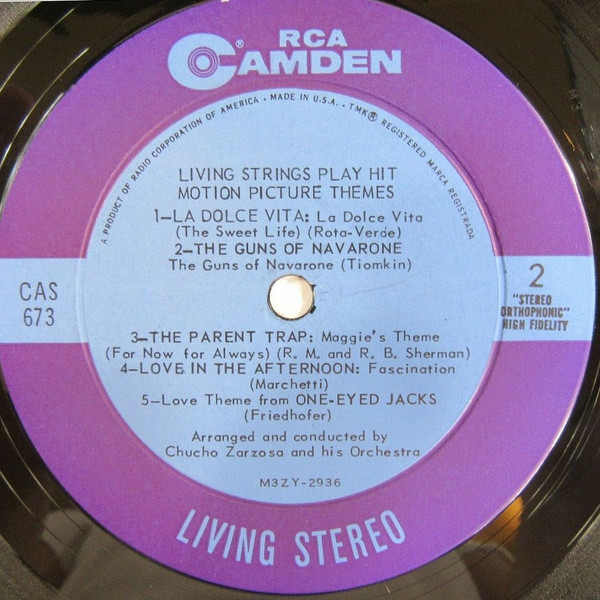 RCA
CAMDEN
®
A PRODUCT OF RADIO CORPORATION OF AMERICA - MADE IN U.S.A. - TMK® REGISTERED MARCA REGISTRADA
LIVING STRINGS PLAY HIT
MOTION PICTURE THEMES
1—LA DOLCE VITA: La Dolce Vita
(The Sweet Life) (Rota-Verde)
2—THE GUNS OF NAVARONE
The Guns of Navarone (Tiomkin)
CAS
673
2
"STEREO
ORTHOPHONIC"
HIGH FIDELITY
3—THE PARENT TRAP: Maggie's Theme
(For Now for Always) (R. M. and R. B. Sherman)
4—LOVE IN THE AFTERNOON: Fascination
(Marchetti)
5—Love Theme from ONE-EYED JACKS
(Friedhofer)
Arranged and conducted by
Chucho Zarzosa and his Orchestra
M3ZY-2936
LIVING STEREO